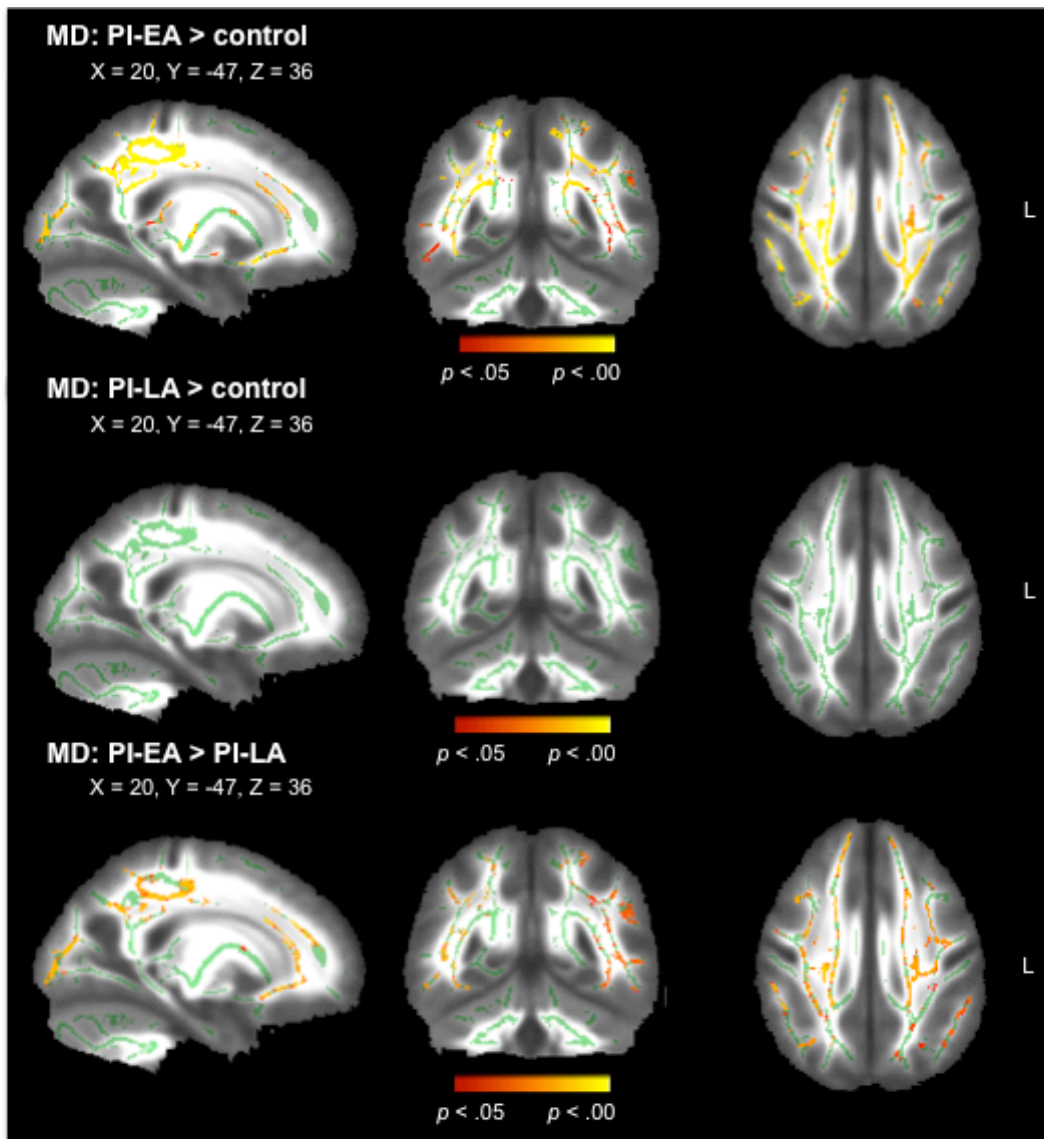 MD: PI-EA > control
X = 20, Y = -47, Z = 36
L
p < .05 p < .00
MD: PI-LA > control
X = 20, Y = -47, Z = 36
L
p < .05 p < .00
MD: PI-EA > PI-LA
X = 20, Y = -47, Z = 36
L
p < .05 p < .00